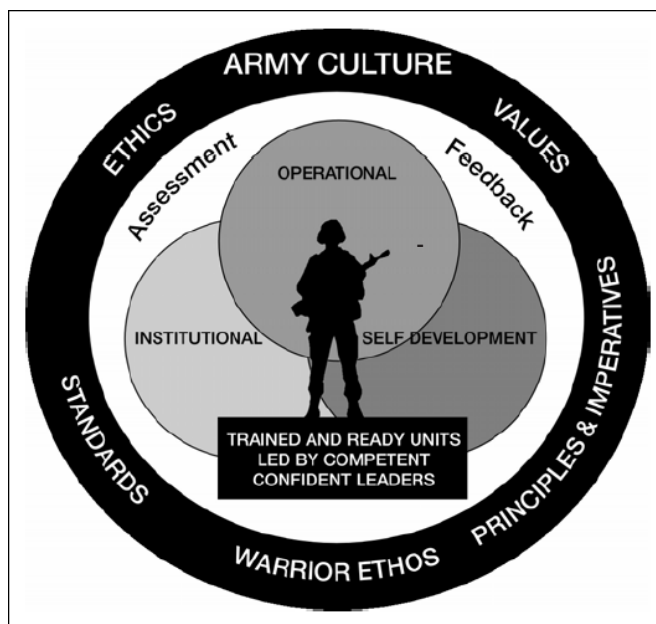 ARMY CULTURE
ETHICS
VALUES
Assessment
Feedback
OPERATIONAL
INSTITUTIONAL
SELF DEVELOPMENT
TRAINED AND READY UNITS
LED BY COMPETENT
CONFIDENT LEADERS
STANDARDS
PRINCIPLES & IMPERATIVES
WARRIOR ETHOS